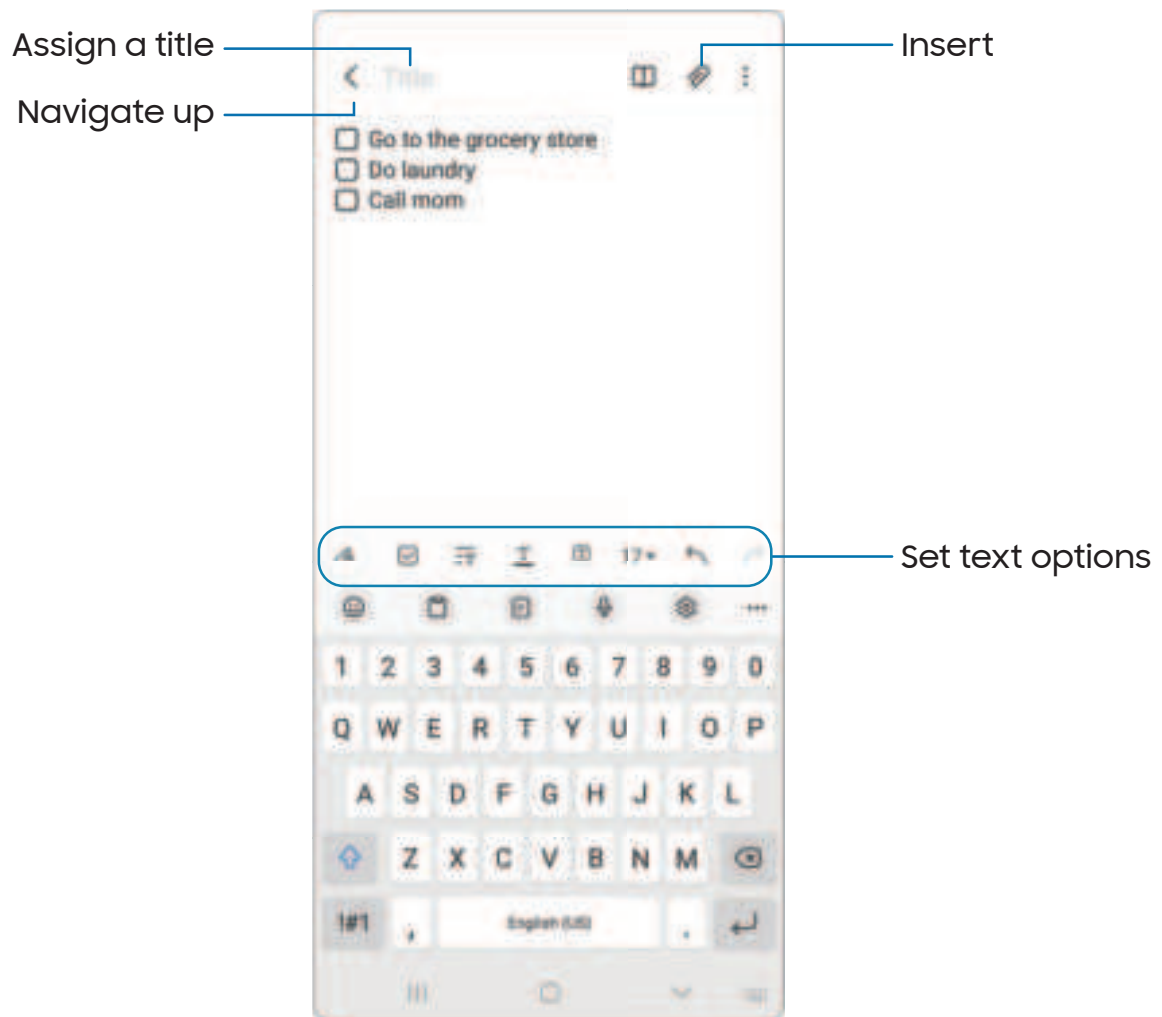 Assign a title
Insert
Title
Navigate up
Go to the grocery store
Do laundry
Call mom
17
Set text options
1 2 3 4 5 6 7 8 9 0
Q W E R T Y U I O P
A S D F G H J K L
Z X C V B N M
!#1 , English (US) .